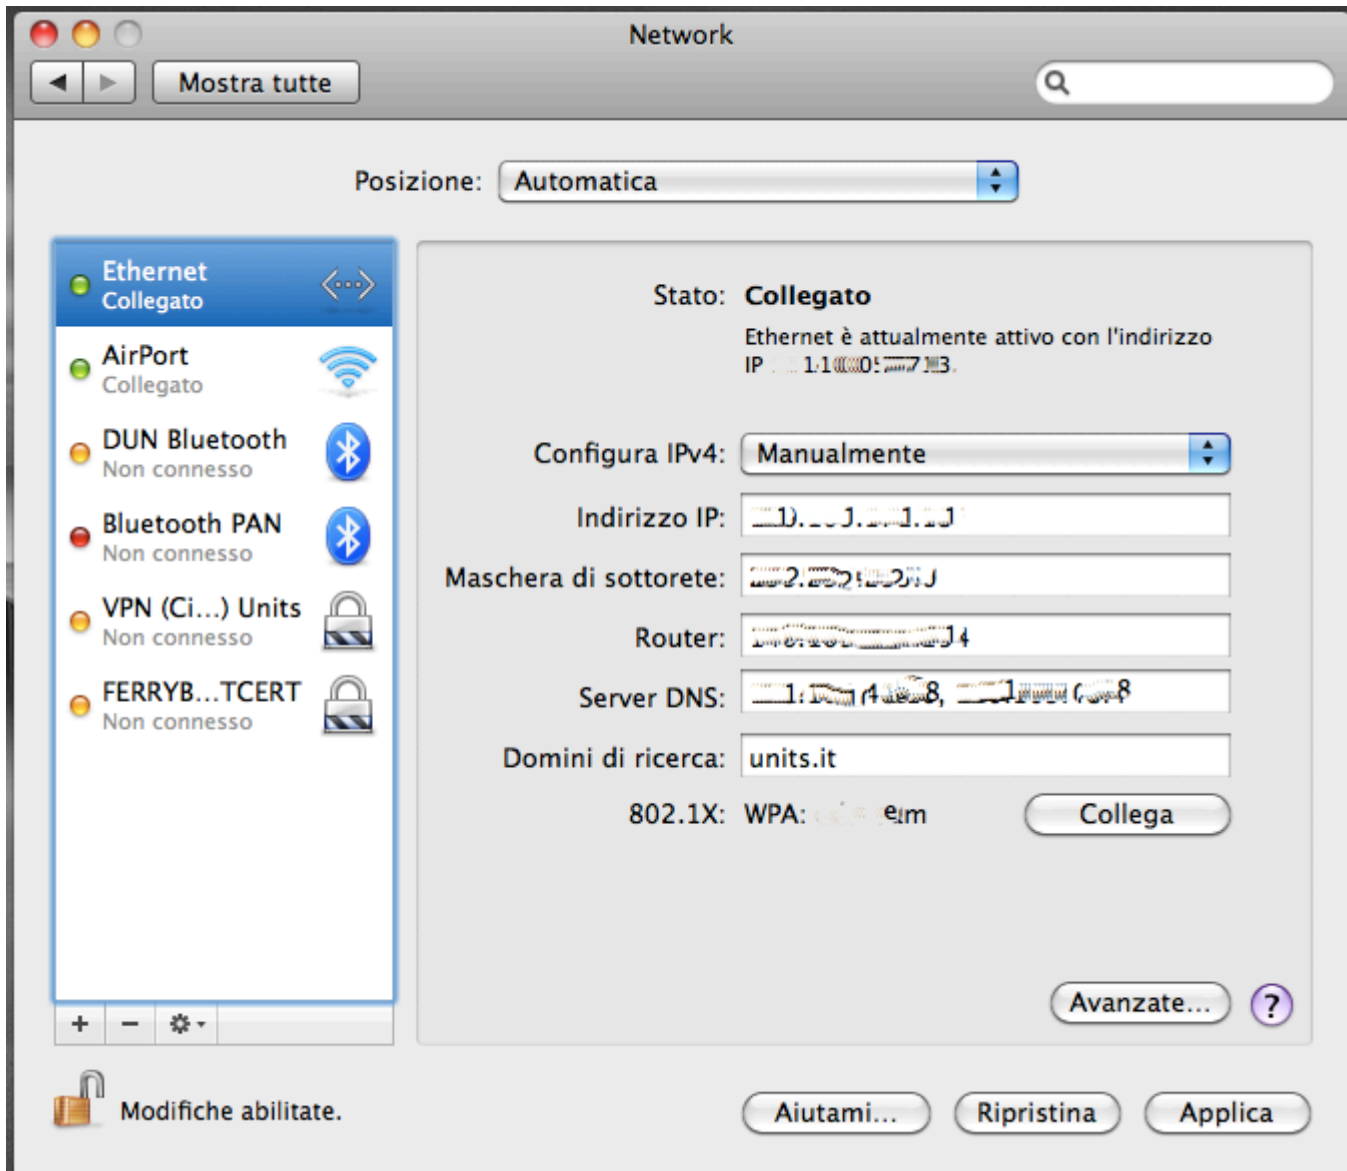 Network
Mostra tutte
Posizione: Automatica
Ethernet
Collegato
AirPort
Collegato
DUN Bluetooth
Non connesso
Bluetooth PAN
Non connesso
VPN (Ci...) Units
Non connesso
FERRYB...TCERT
Non connesso
Stato: Collegato
Ethernet è attualmente attivo con l'indirizzo
IP
Configura IPv4: Manualmente
Indirizzo IP:
Maschera di sottorete:
Router:
Server DNS:
Domini di ricerca: units.it
802.1X: WPA: Collega
Avanzate... ?
Modifiche abilitate.
Aiutami... Ripristina Applica